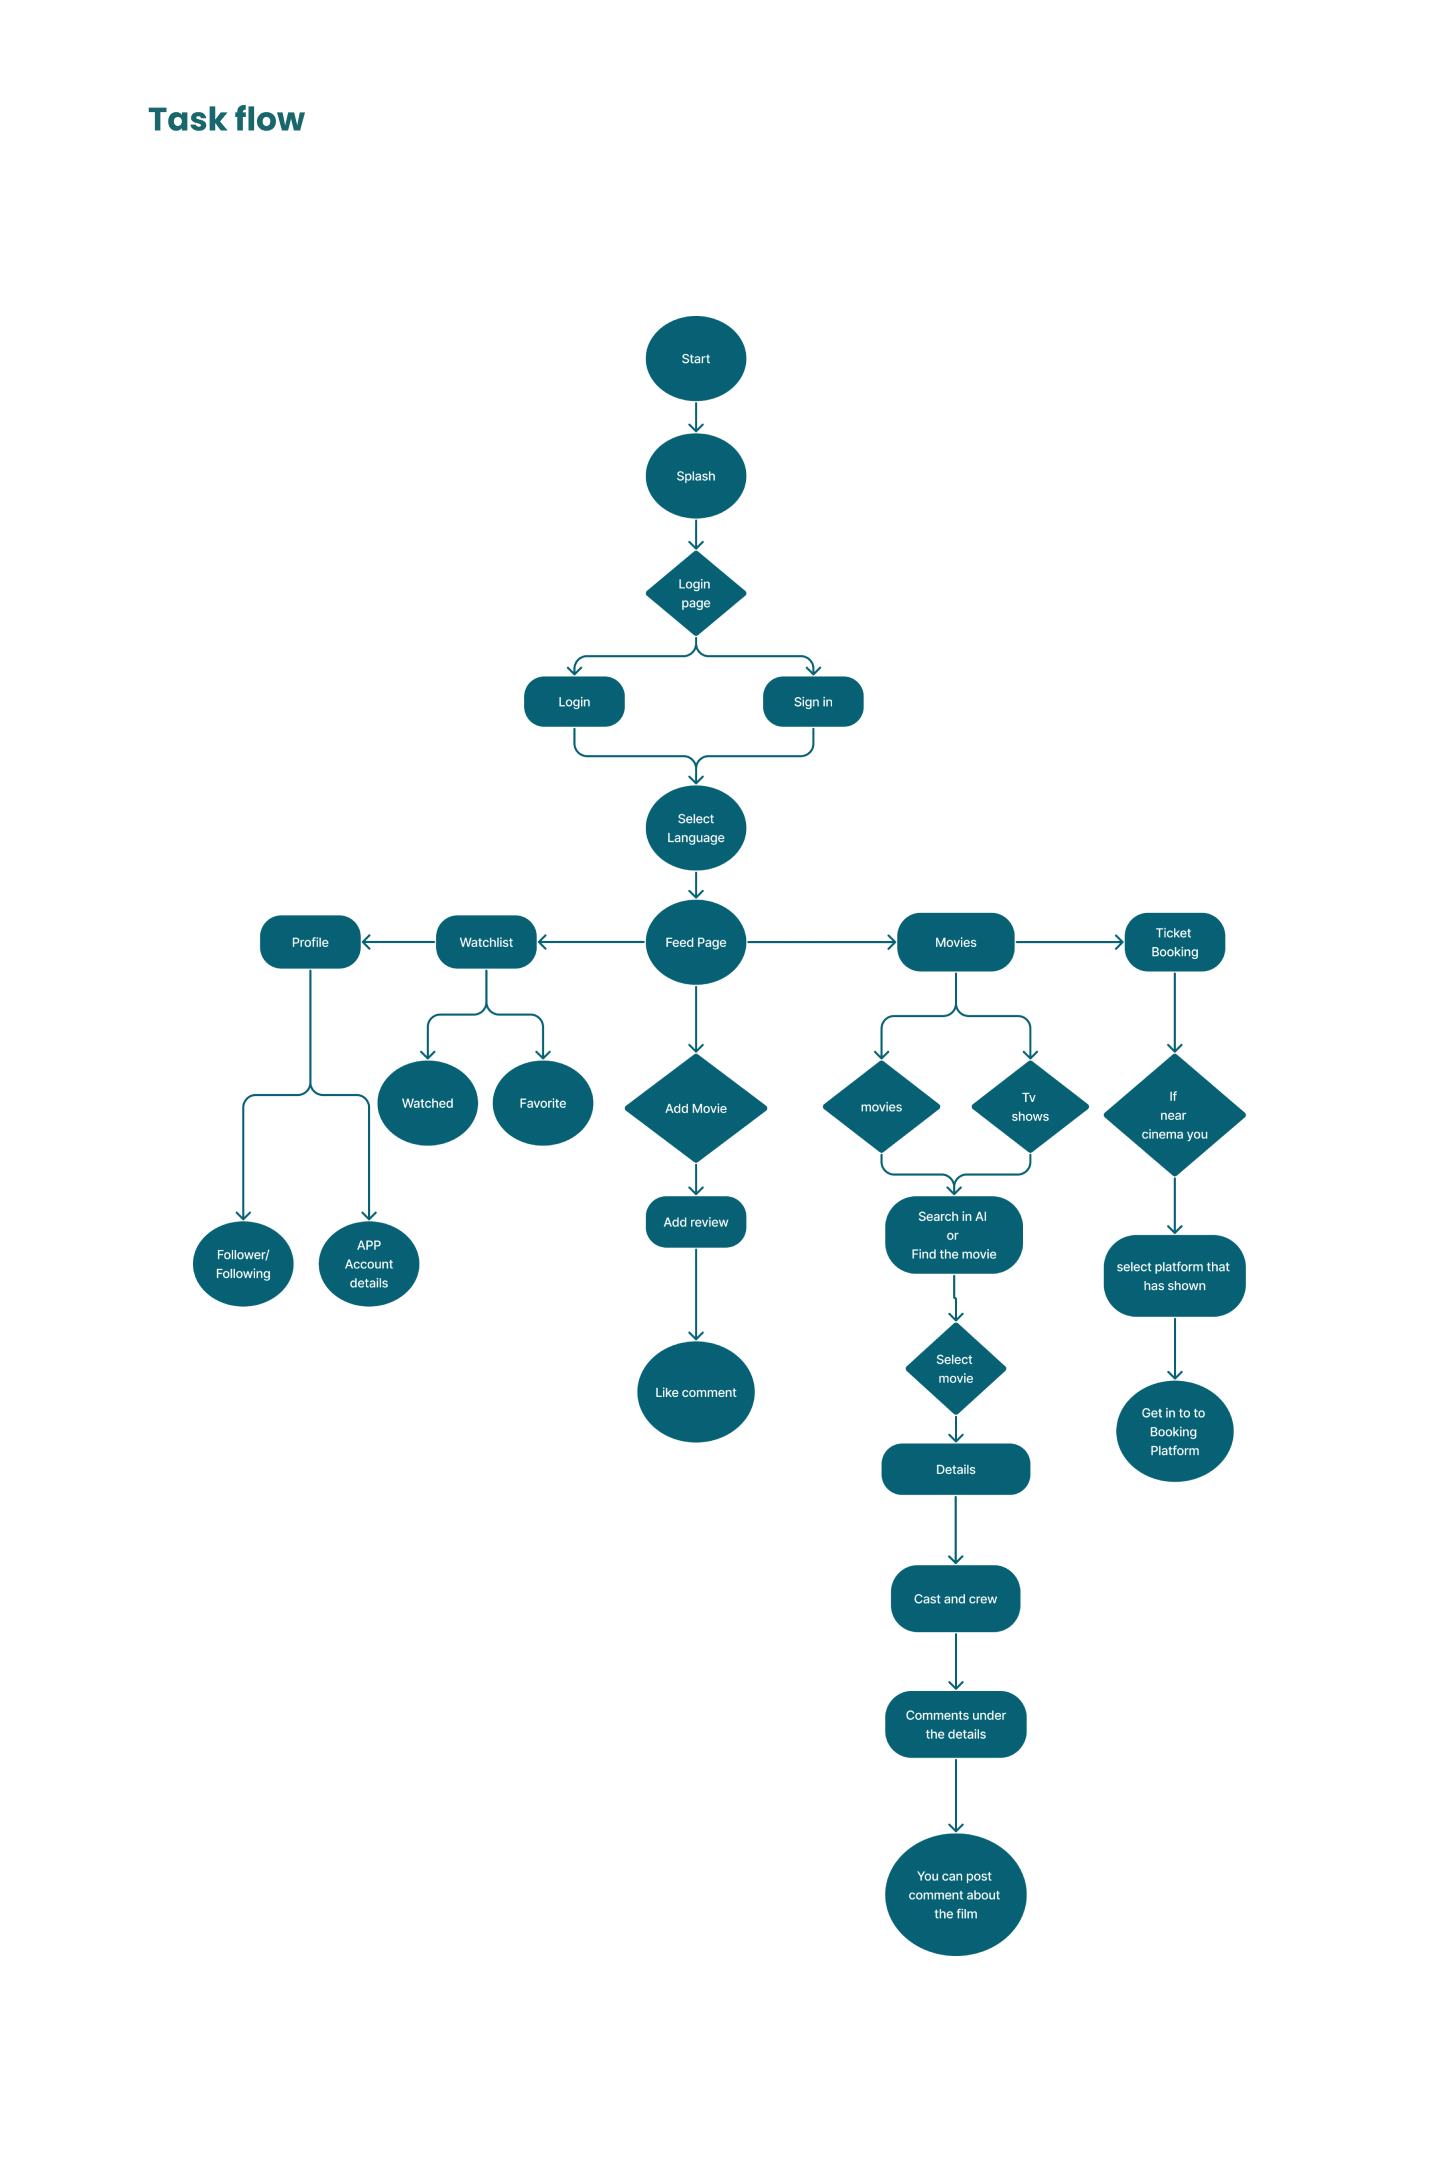 Task flow
Start
Splash
Login
page
Login
Sign in
Select
Language
Profile
Watchlist
Feed Page
Movies
Ticket
Booking
Watched
Favorite
Add Movie
movies
Tv
shows
If
near
cinema you
Follower/
Following
APP
Account
details
Add review
Search in AI
or
Find the movie
select platform that
has shown
Like comment
Select
movie
Get in to to
Booking
Platform
Details
Cast and crew
Comments under
the details
You can post
comment about
the film